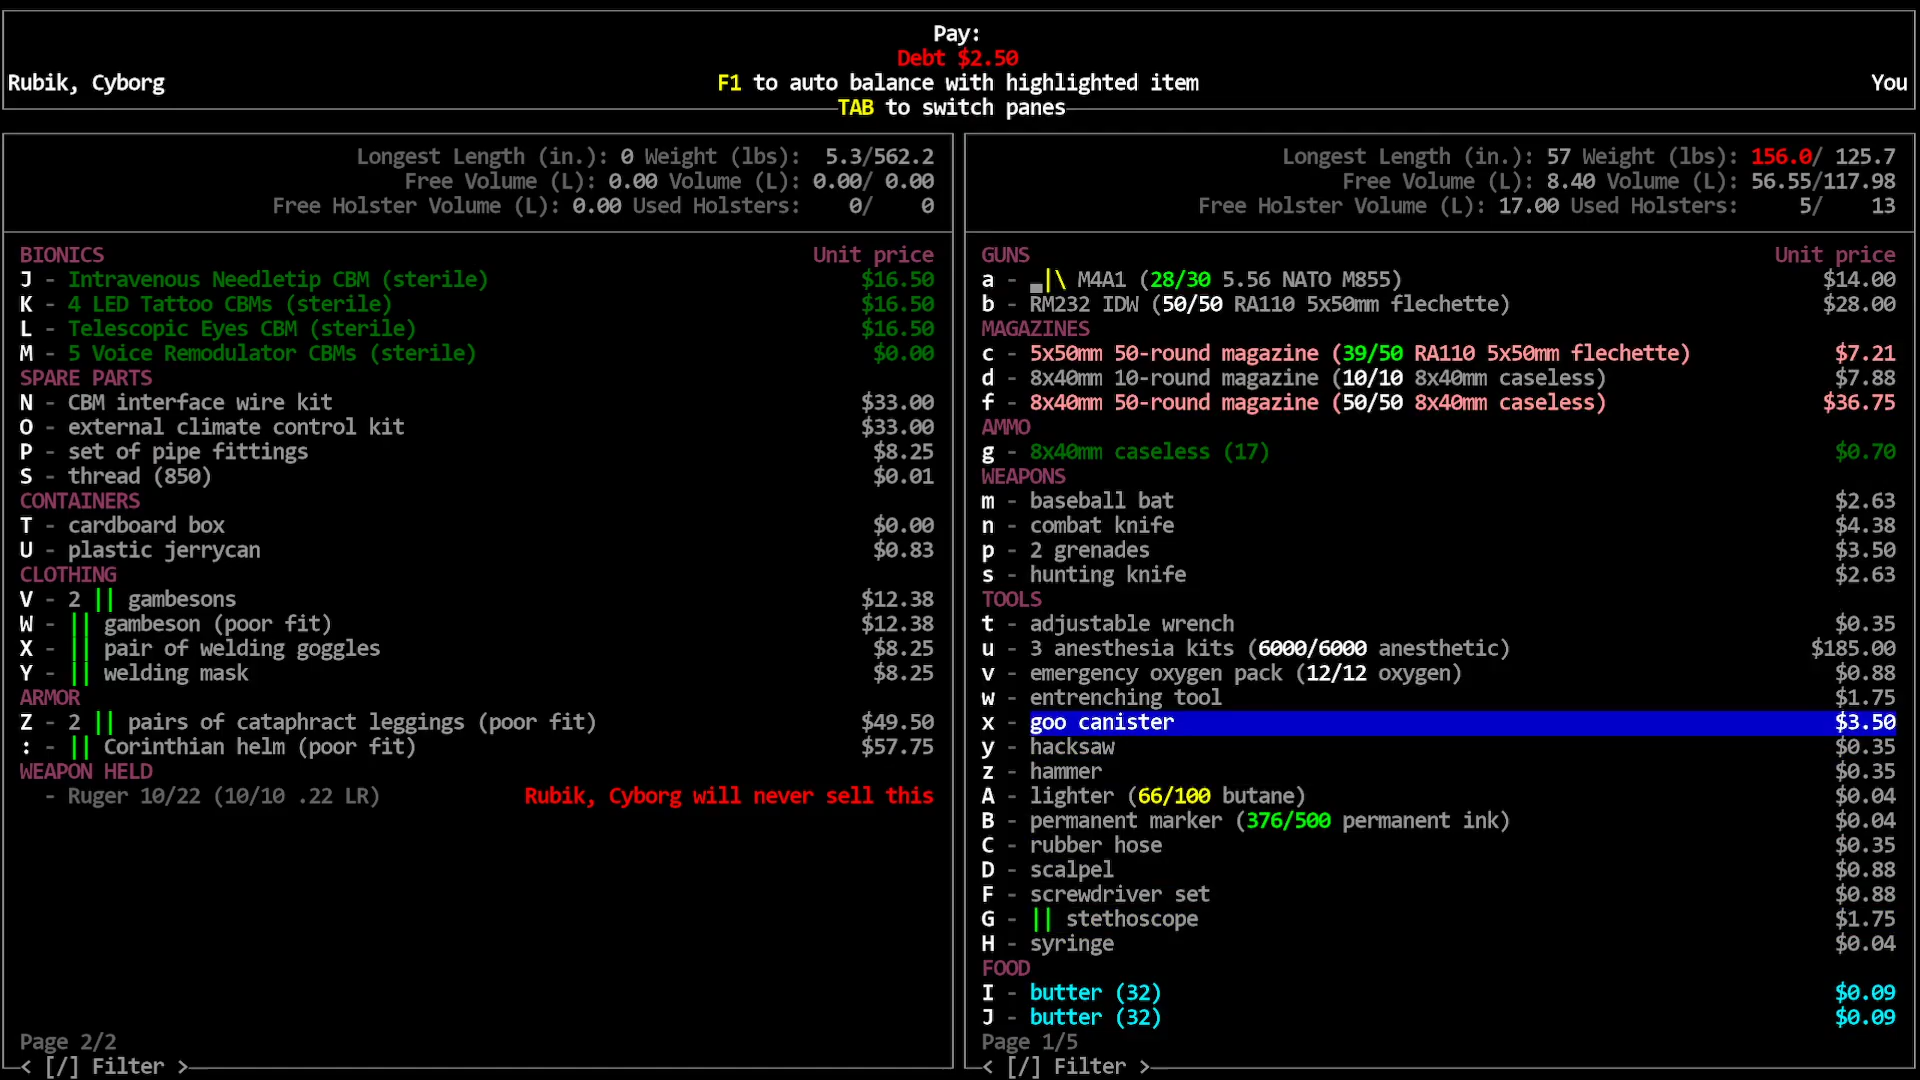 Pay:
Debt $2.50
Rubik, Cyborg F1 to auto balance with highlighted item You
TAB to switch panes
Longest Length (in.): 0 Weight (lbs): 5.3/562.2
Free Volume (L): 0.00 Volume (L): 0.00/ 0.00
Free Holster Volume (L): 0.00 Used Holsters: 0/ 0
BIONICS Unit price
J - Intravenous Needletip CBM (sterile) $16.50
K - 4 LED Tattoo CBMs (sterile) $16.50
L - Telescopic Eyes CBM (sterile) $16.50
M - 5 Voice Remodulator CBMs (sterile) $0.00
SPARE PARTS
N - CBM interface wire kit $33.00
O - external climate control kit $33.00
P - set of pipe fittings $8.25
S - thread (850) $0.01
CONTAINERS
T - cardboard box $0.00
U - plastic jerrycan $0.83
CLOTHING
V - 2 || gambesons $12.38
W - || gambeson (poor fit) $12.38
X - || pair of welding goggles $8.25
Y - || welding mask $8.25
ARMOR
Z - 2 || pairs of cataphract leggings (poor fit) $49.50
: - || Corinthian helm (poor fit) $57.75
WEAPON HELD
- Ruger 10/22 (10/10 .22 LR) Rubik, Cyborg will never sell this
Page 2/2
< [/] Filter >
Longest Length (in.): 57 Weight (lbs): 156.0/ 125.7
Free Volume (L): 8.40 Volume (L): 56.55/117.98
Free Holster Volume (L): 17.00 Used Holsters: 5/ 13
GUNS Unit price
a - ▄|\ M4A1 (28/30 5.56 NATO M855) $14.00
b - RM232 IDW (50/50 RA110 5x50mm flechette) $28.00
MAGAZINES
c - 5x50mm 50-round magazine (39/50 RA110 5x50mm flechette) $7.21
d - 8x40mm 10-round magazine (10/10 8x40mm caseless) $7.88
f - 8x40mm 50-round magazine (50/50 8x40mm caseless) $36.75
AMMO
g - 8x40mm caseless (17) $0.70
WEAPONS
m - baseball bat $2.63
n - combat knife $4.38
p - 2 grenades $3.50
s - hunting knife $2.63
TOOLS
t - adjustable wrench $0.35
u - 3 anesthesia kits (6000/6000 anesthetic) $185.00
v - emergency oxygen pack (12/12 oxygen) $0.88
w - entrenching tool $1.75
x - goo canister $3.50
y - hacksaw $0.35
z - hammer $0.35
A - lighter (66/100 butane) $0.04
B - permanent marker (376/500 permanent ink) $0.04
C - rubber hose $0.35
D - scalpel $0.88
F - screwdriver set $0.88
G - || stethoscope $1.75
H - syringe $0.04
FOOD
I - butter (32) $0.09
J - butter (32) $0.09
Page 1/5
< [/] Filter >